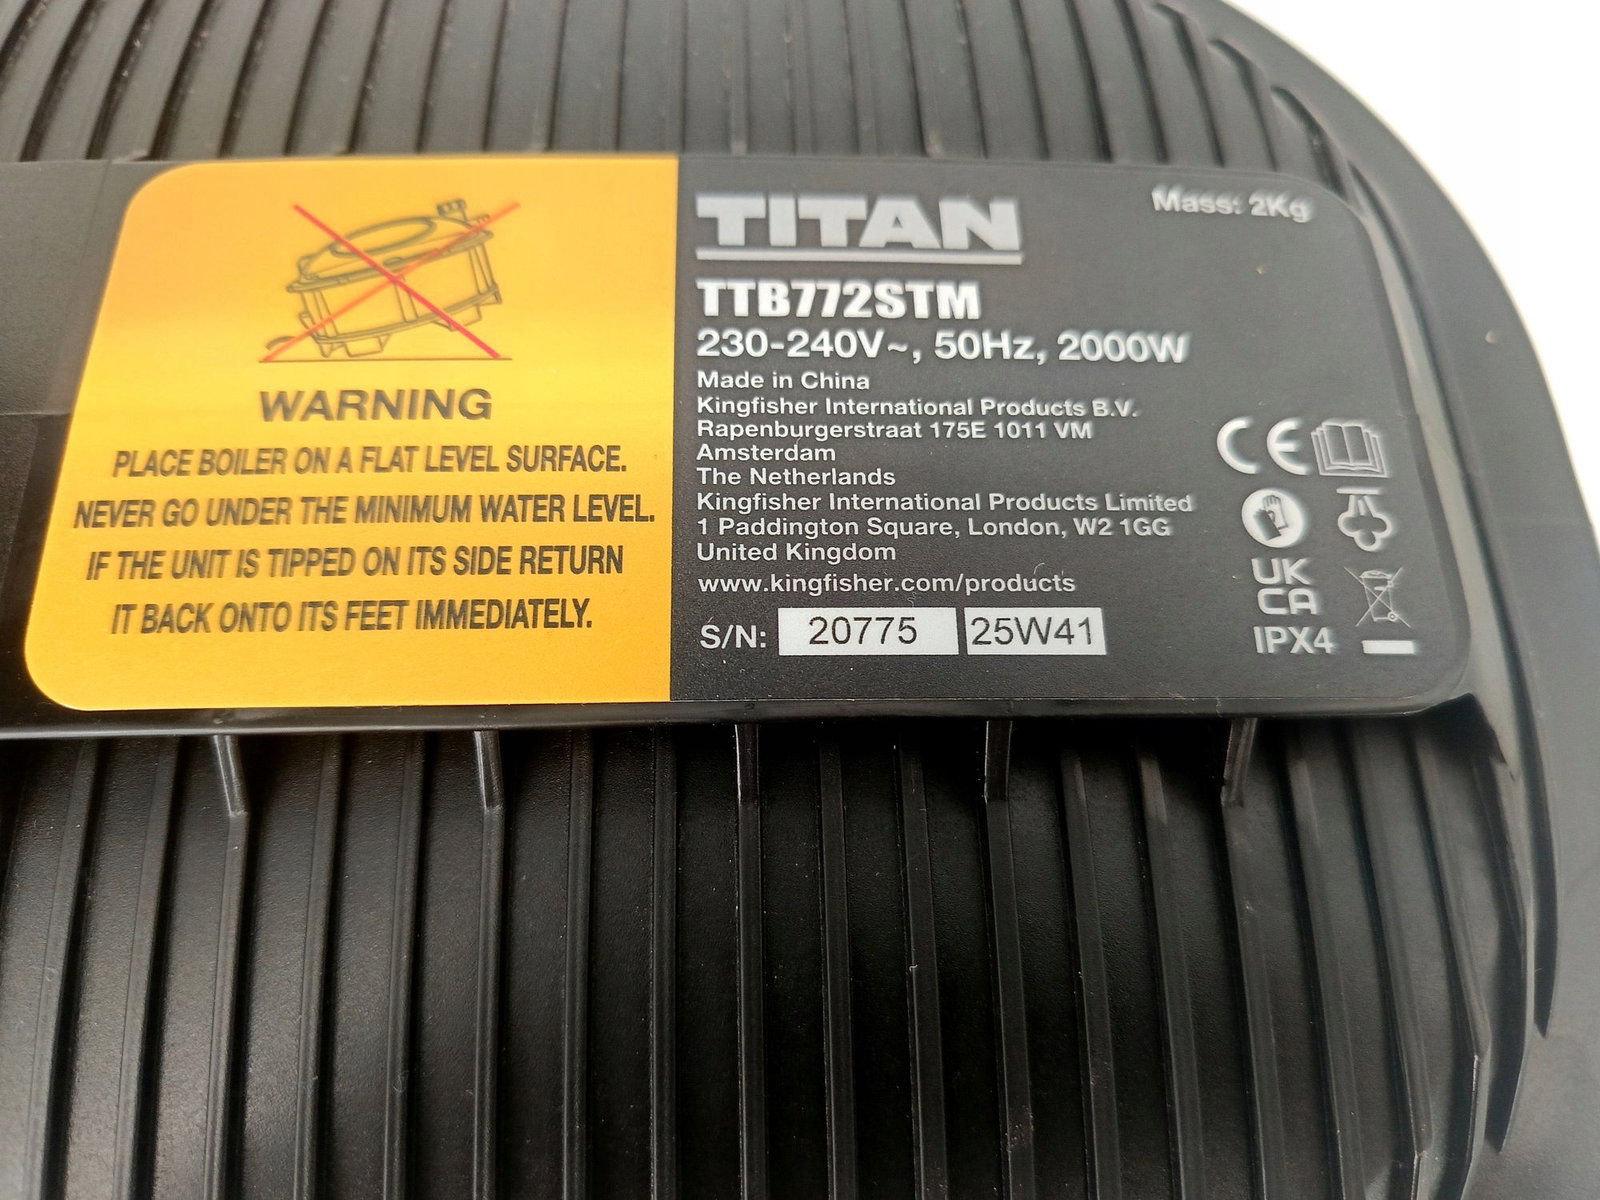 WARNING
PLACE BOILER ON A FLAT LEVEL SURFACE.
NEVER GO UNDER THE MINIMUM WATER LEVEL.
IF THE UNIT IS TIPPED ON ITS SIDE RETURN
IT BACK ONTO ITS FEET IMMEDIATELY.
TITAN
Mass: 2Kg
TTB772STM
230-240V~, 50Hz, 2000W
Made in China
Kingfisher International Products B.V.
Rapenburgerstraat 175E 1011 VM
Amsterdam
The Netherlands
Kingfisher International Products Limited
1 Paddington Square, London, W2 1GG
United Kingdom
www.kingfisher.com/products
S/N: 20775 25W41
CE
UK
CA
IPX4